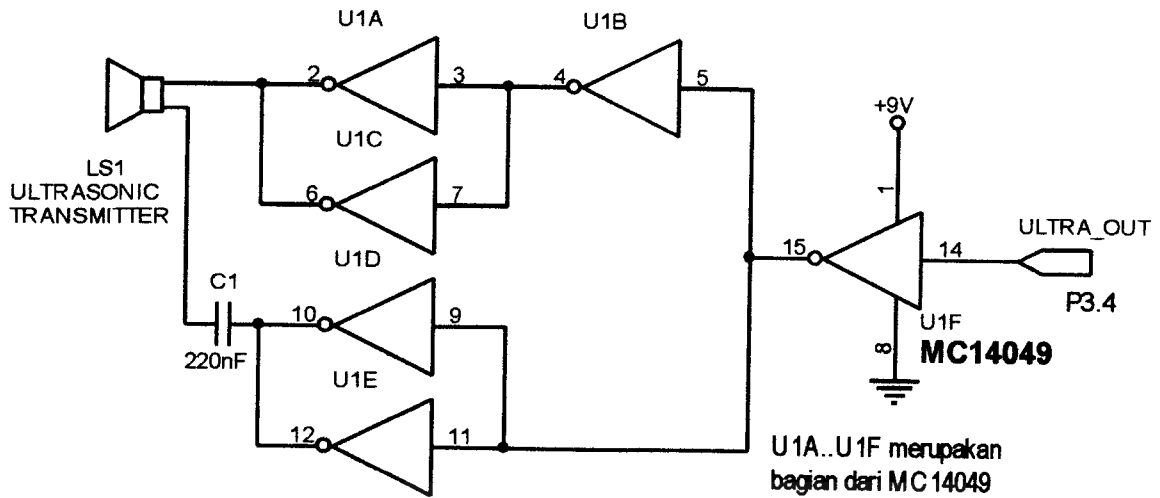 U1A
U1B
2
3
4
5
+9V
U1C
LS1
ULTRASONIC
TRANSMITTER
6
7
1
ULTRA_OUT
15
14
P3.4
U1D
C1
220nF
10
9
U1F
MC14049
8
U1E
12
11
U1A..U1F merupakan
bagian dari MC14049